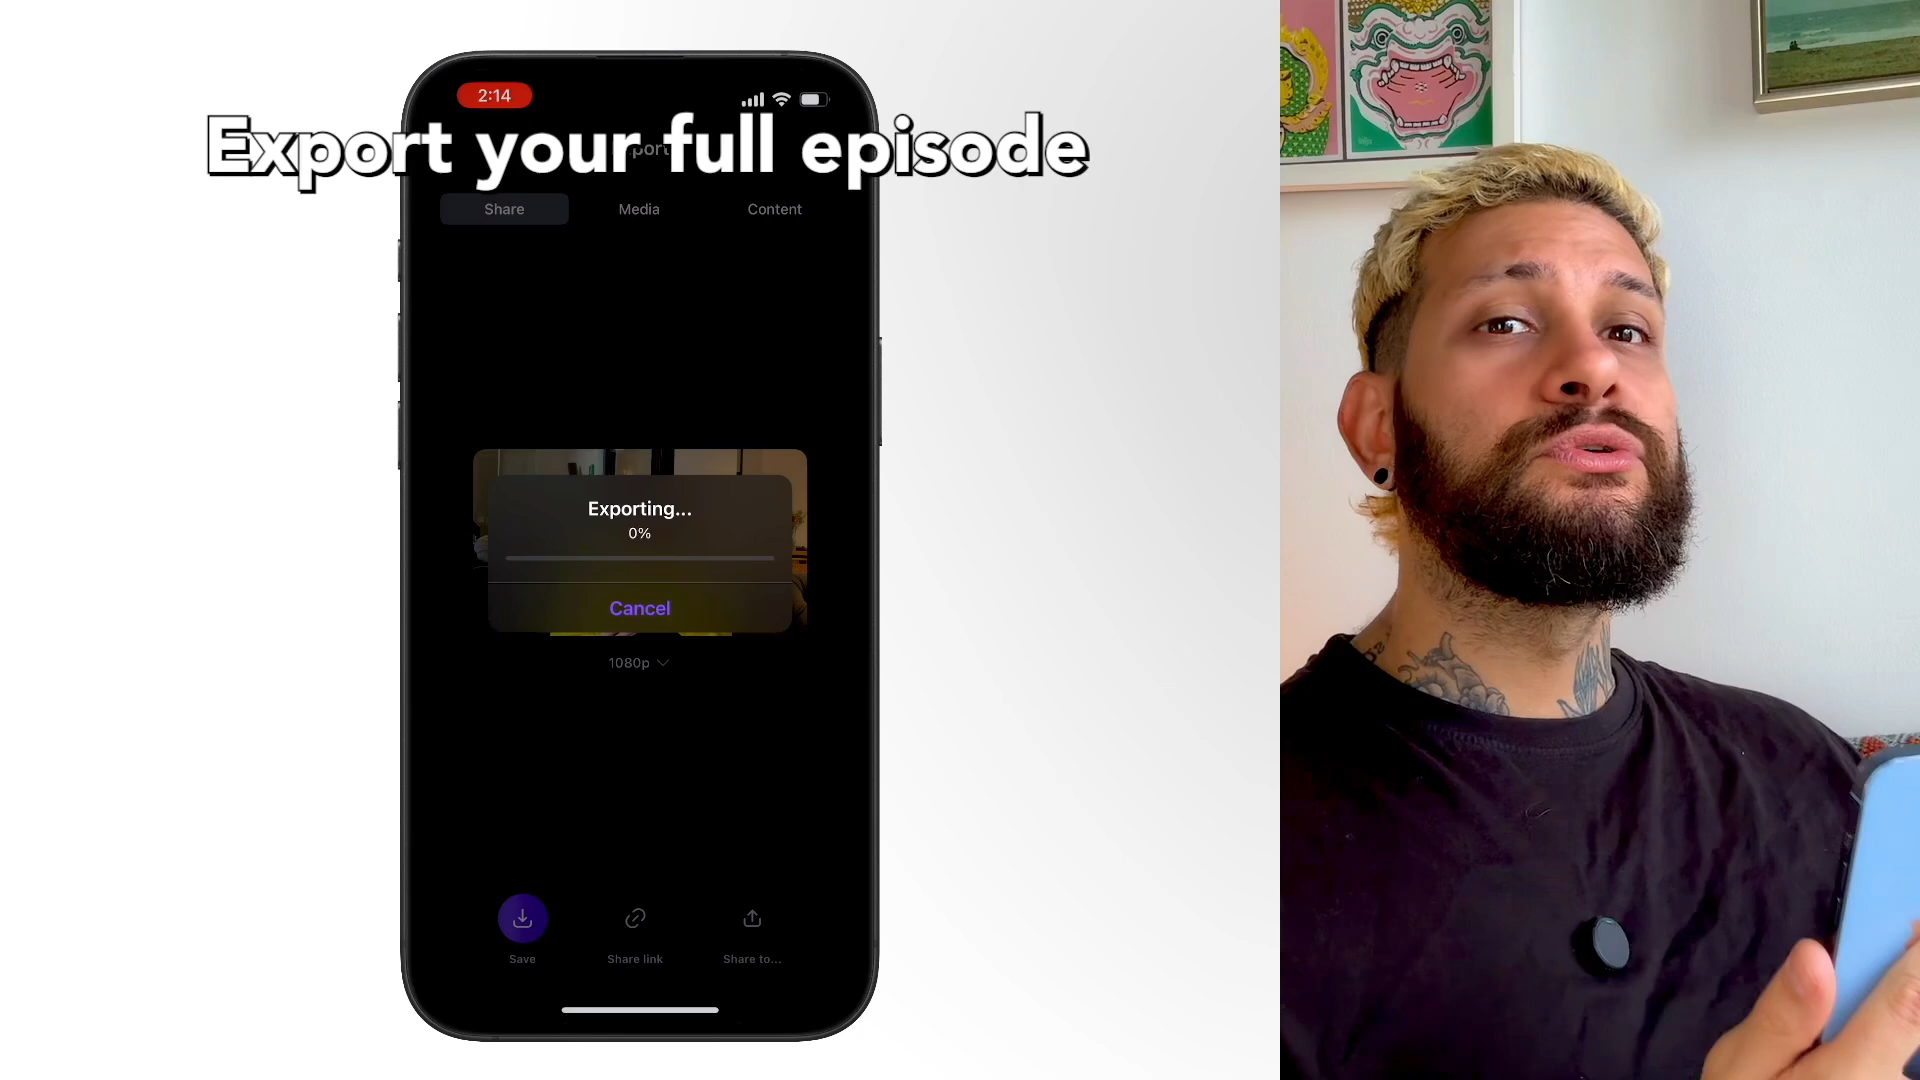 2:14
Export your full episode
Share Media Content
Exporting...
0%
Cancel
1080p
Save Share link Share to...